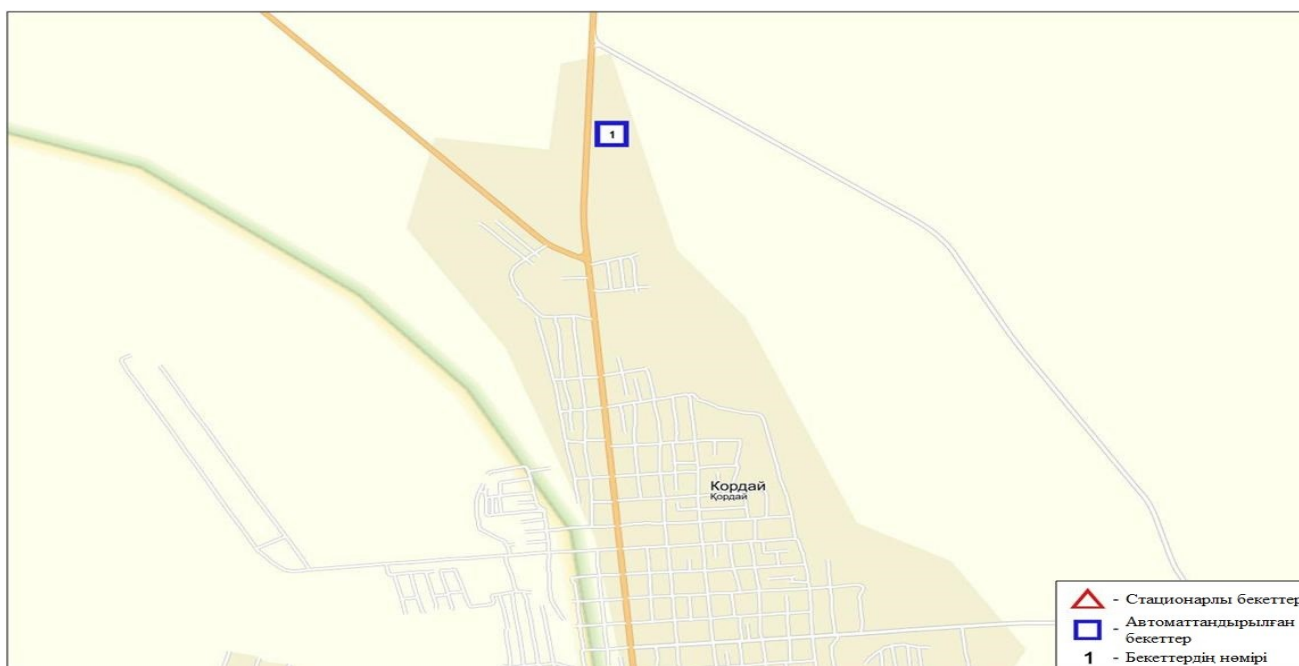 1
Кордай
Қордай
- Стационарлы бекеттер
- Автоматтандырылған
бекеттер
1 - Бекеттердің нөмірі